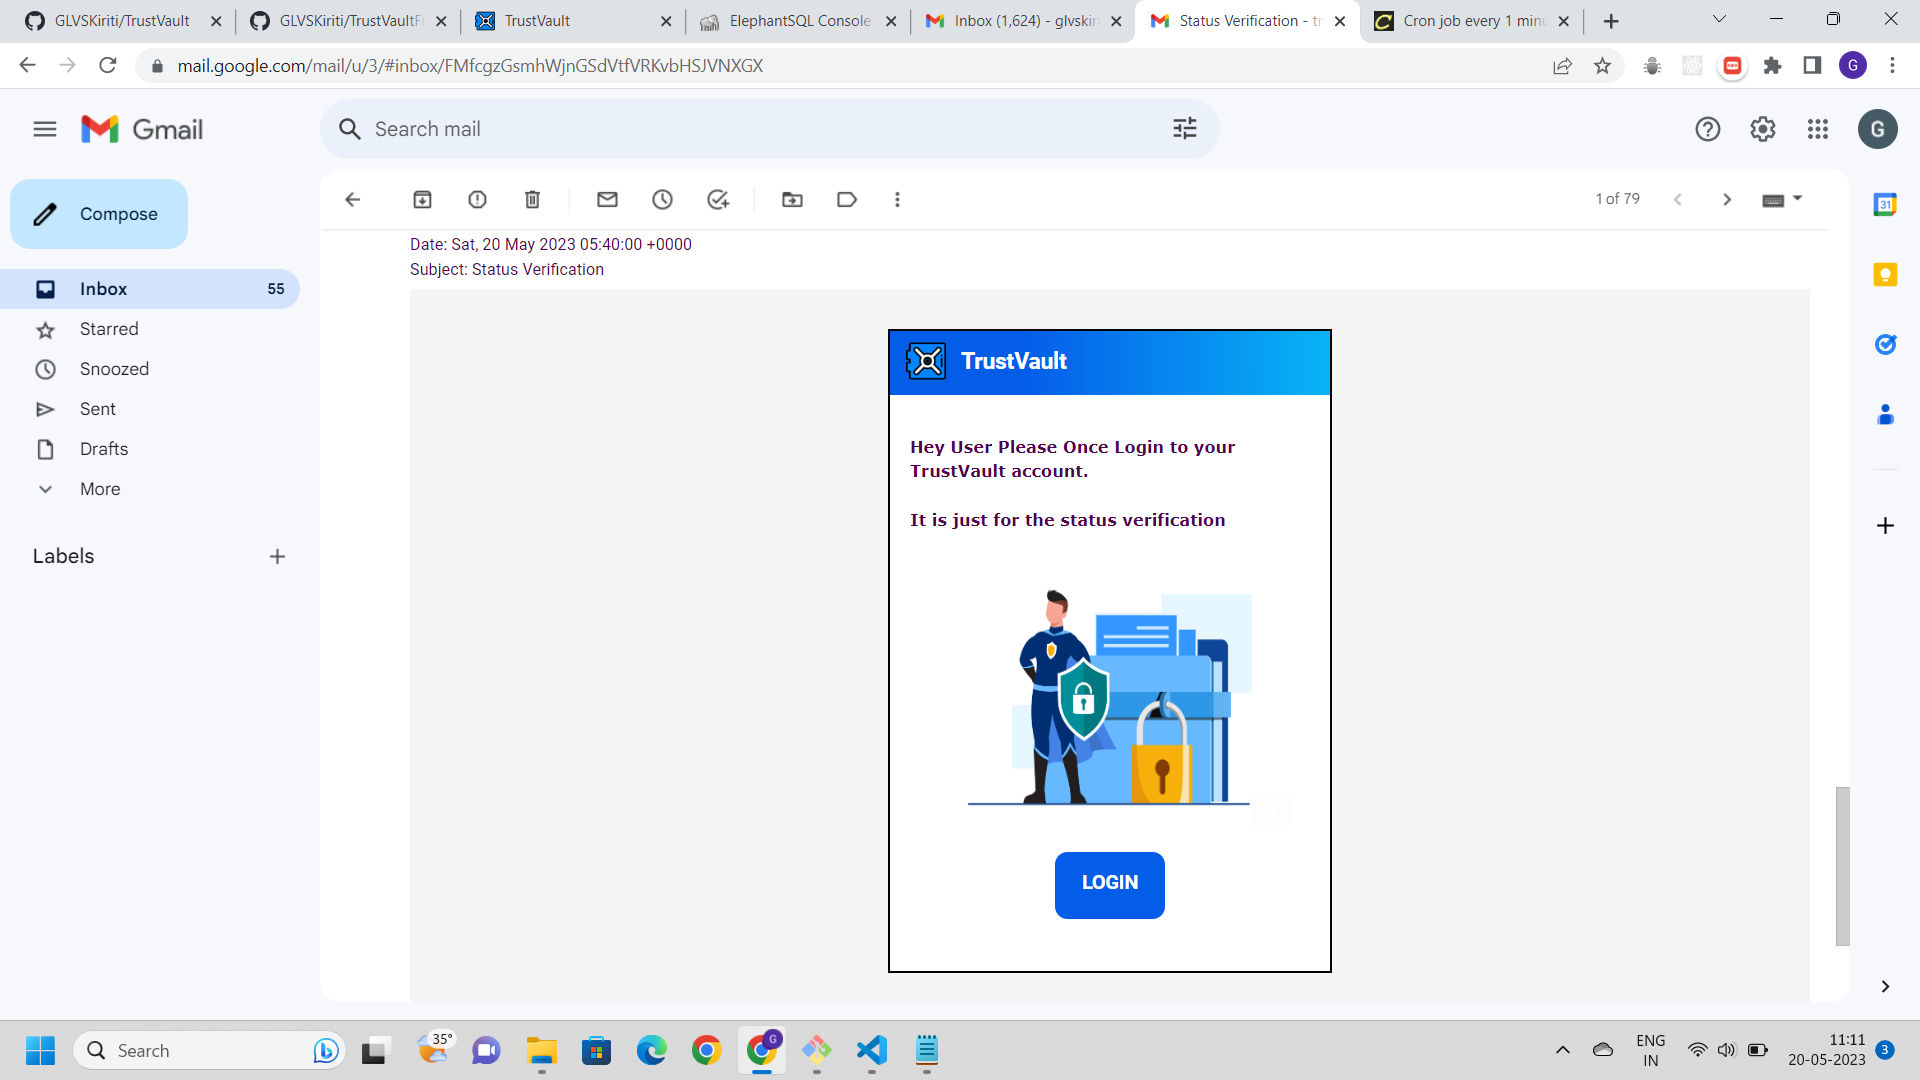 GLVSKiriti/TrustVault
GLVSKiriti/TrustVaultFr
TrustVault
ElephantSQL Console
Inbox (1,624) - glvskiri
Status Verification - tr
Cron job every 1 minu
mail.google.com/mail/u/3/#inbox/FMfcgzGsmhWjnGSdVtfVRKvbHSJVNXGX
G
Gmail
Search mail
G
Compose
1 of 79
31
Date: Sat, 20 May 2023 05:40:00 +0000
Subject: Status Verification
Inbox 55
Starred
Snoozed
Sent
Drafts
More
Labels
TrustVault
Hey User Please Once Login to your
TrustVault account.
It is just for the status verification
LOGIN
Search
35°
G
ENG
IN
11:11
20-05-2023
3